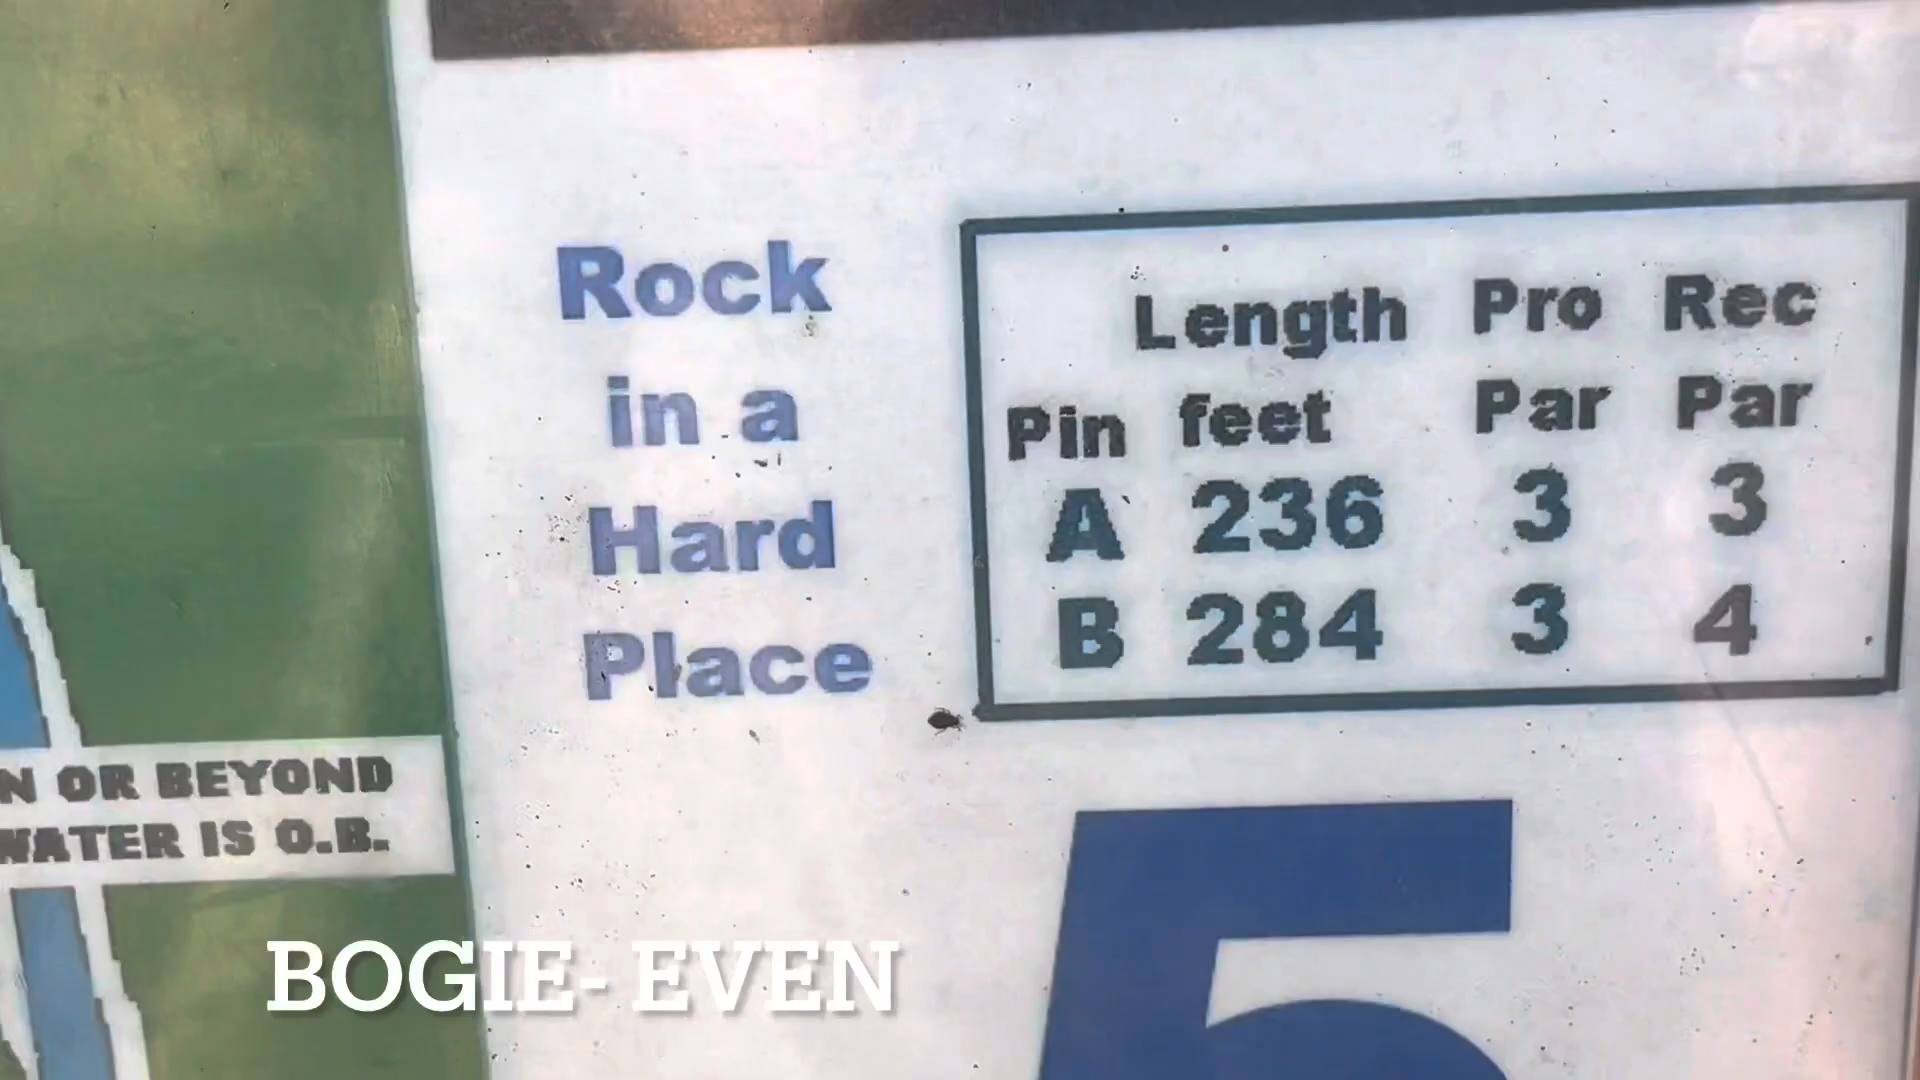 Rock
in a
Hard
Place
Length Pro Rec
Pin feet Par Par
A 236 3 3
B 284 3 4
N OR BEYOND
WATER IS O.B.
5
BOGIE- EVEN